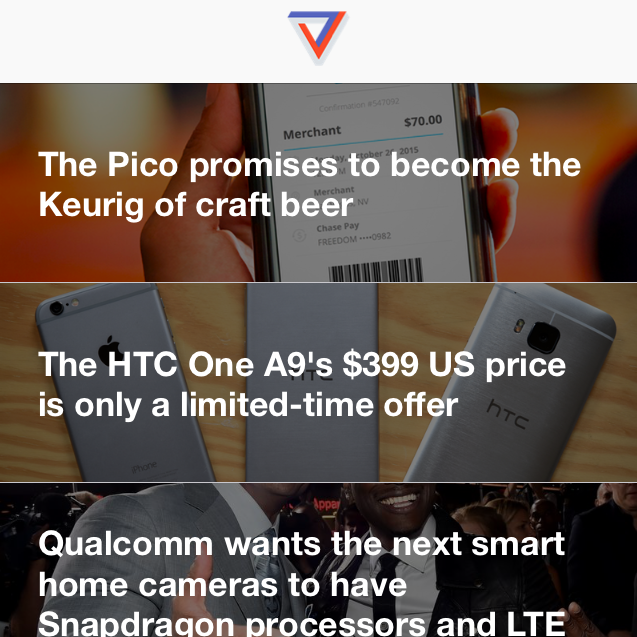 Confirmation #547092
Merchant $70.00
The Pico promises to become the
Keurig of craft beer
Merchant
, NV
Chase Pay
FREEDOM ••••0982
The HTC One A9's $399 US price
is only a limited-time offer
hTC
iPhone
Qualcomm wants the next smart
home cameras to have
Snapdragon processors and LTE